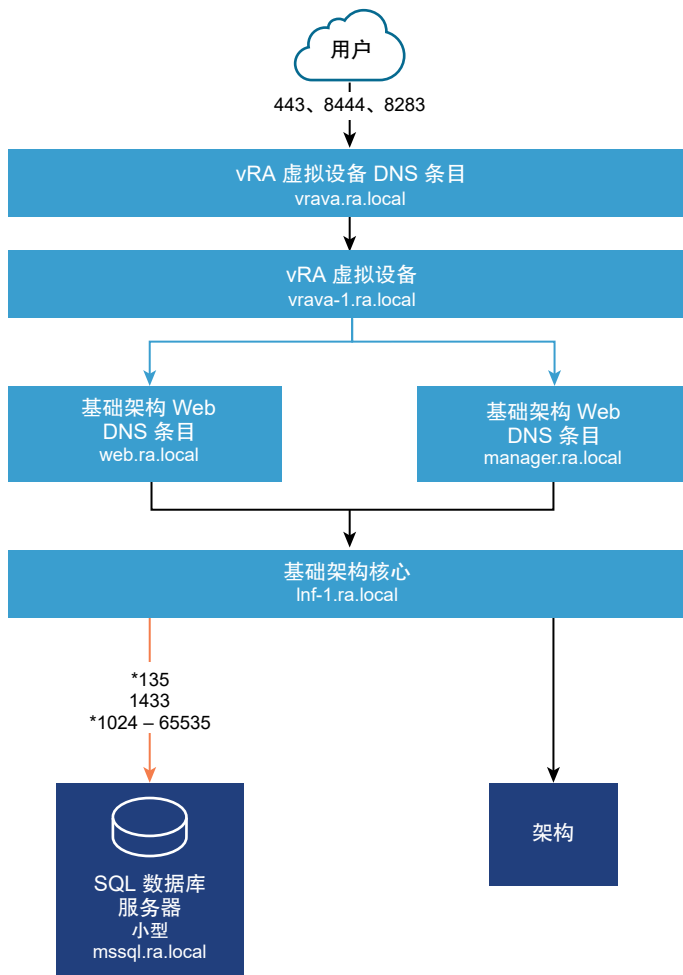 用户
443、8444、8283
vRA 虚拟设备 DNS 条目
vrava.ra.local
vRA 虚拟设备
vrava-1.ra.local
基础架构 Web
DNS 条目
web.ra.local
基础架构 Web
DNS 条目
manager.ra.local
基础架构核心
lnf-1.ra.local
*135
1433
*1024 – 65535
SQL 数据库
服务器
小型
mssql.ra.local
架构